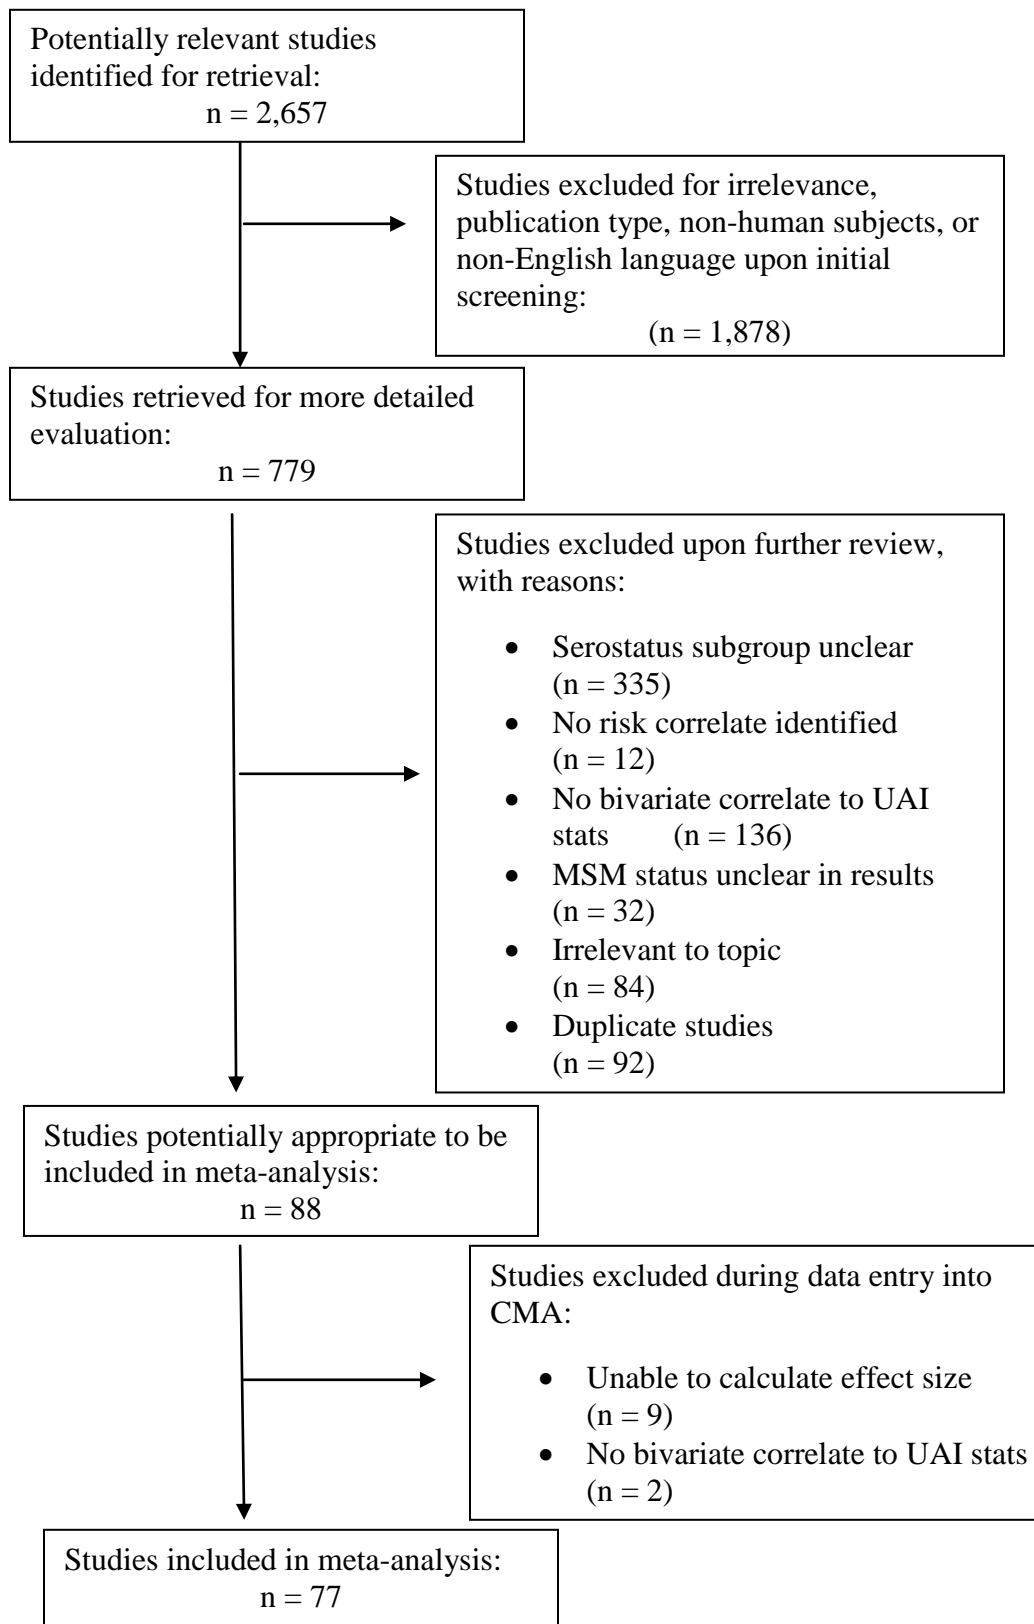 Potentially relevant studies
identified for retrieval:
n = 2,657
Studies excluded for irrelevance,
publication type, non-human subjects, or
non-English language upon initial
screening:
(n = 1,878)
Studies retrieved for more detailed
evaluation:
n = 779
Studies excluded upon further review,
with reasons:
• Serostatus subgroup unclear
(n = 335)
• No risk correlate identified
(n = 12)
• No bivariate correlate to UAI
stats (n = 136)
• MSM status unclear in results
(n = 32)
• Irrelevant to topic
(n = 84)
• Duplicate studies
(n = 92)
Studies potentially appropriate to be
included in meta-analysis:
n = 88
Studies excluded during data entry into
CMA:
• Unable to calculate effect size
(n = 9)
• No bivariate correlate to UAI stats
(n = 2)
Studies included in meta-analysis:
n = 77